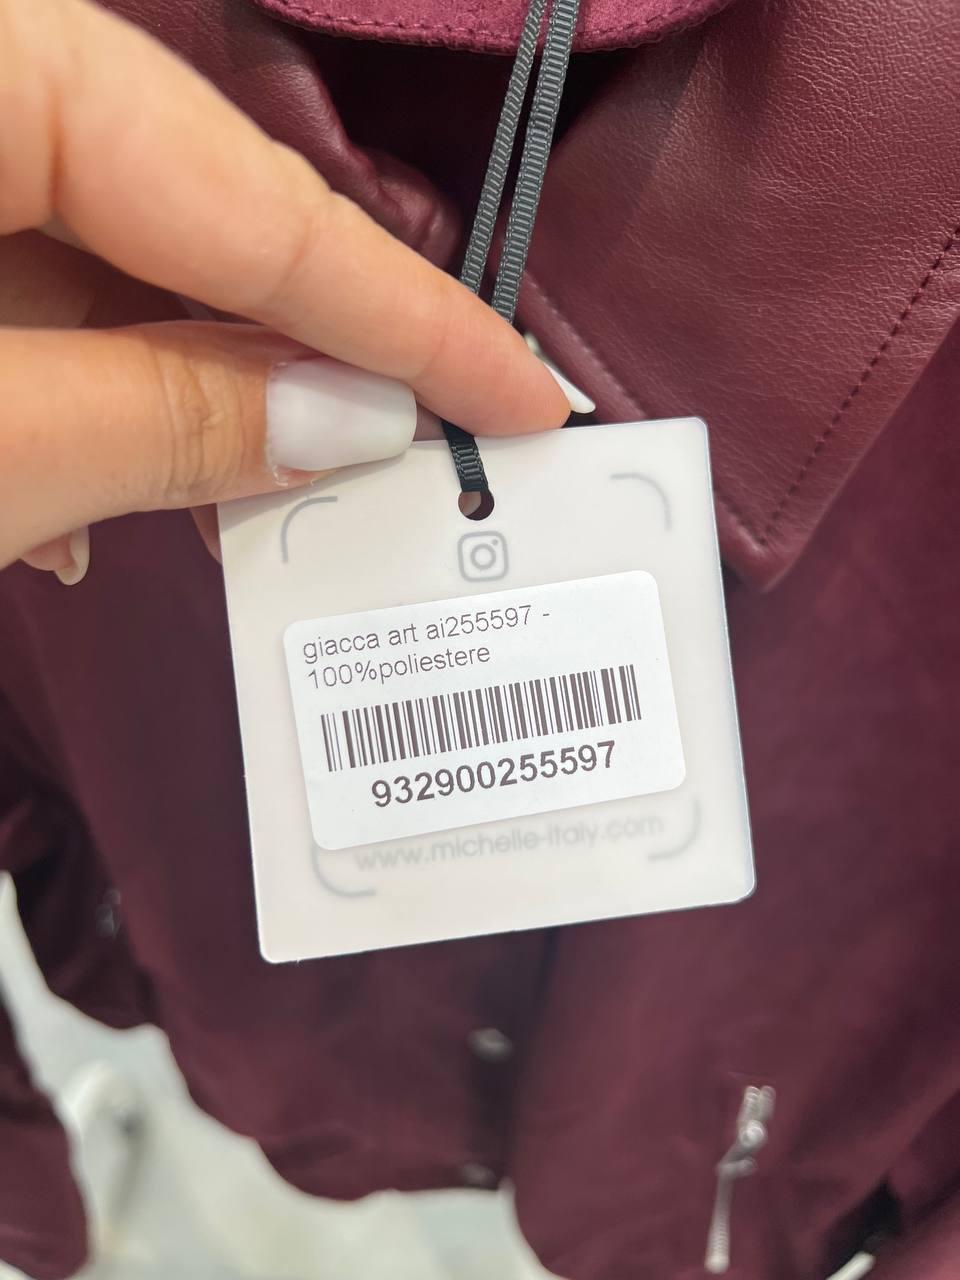 giacca art ai255597 -
100%poliestere
932900255597
www.michelle-italy.com